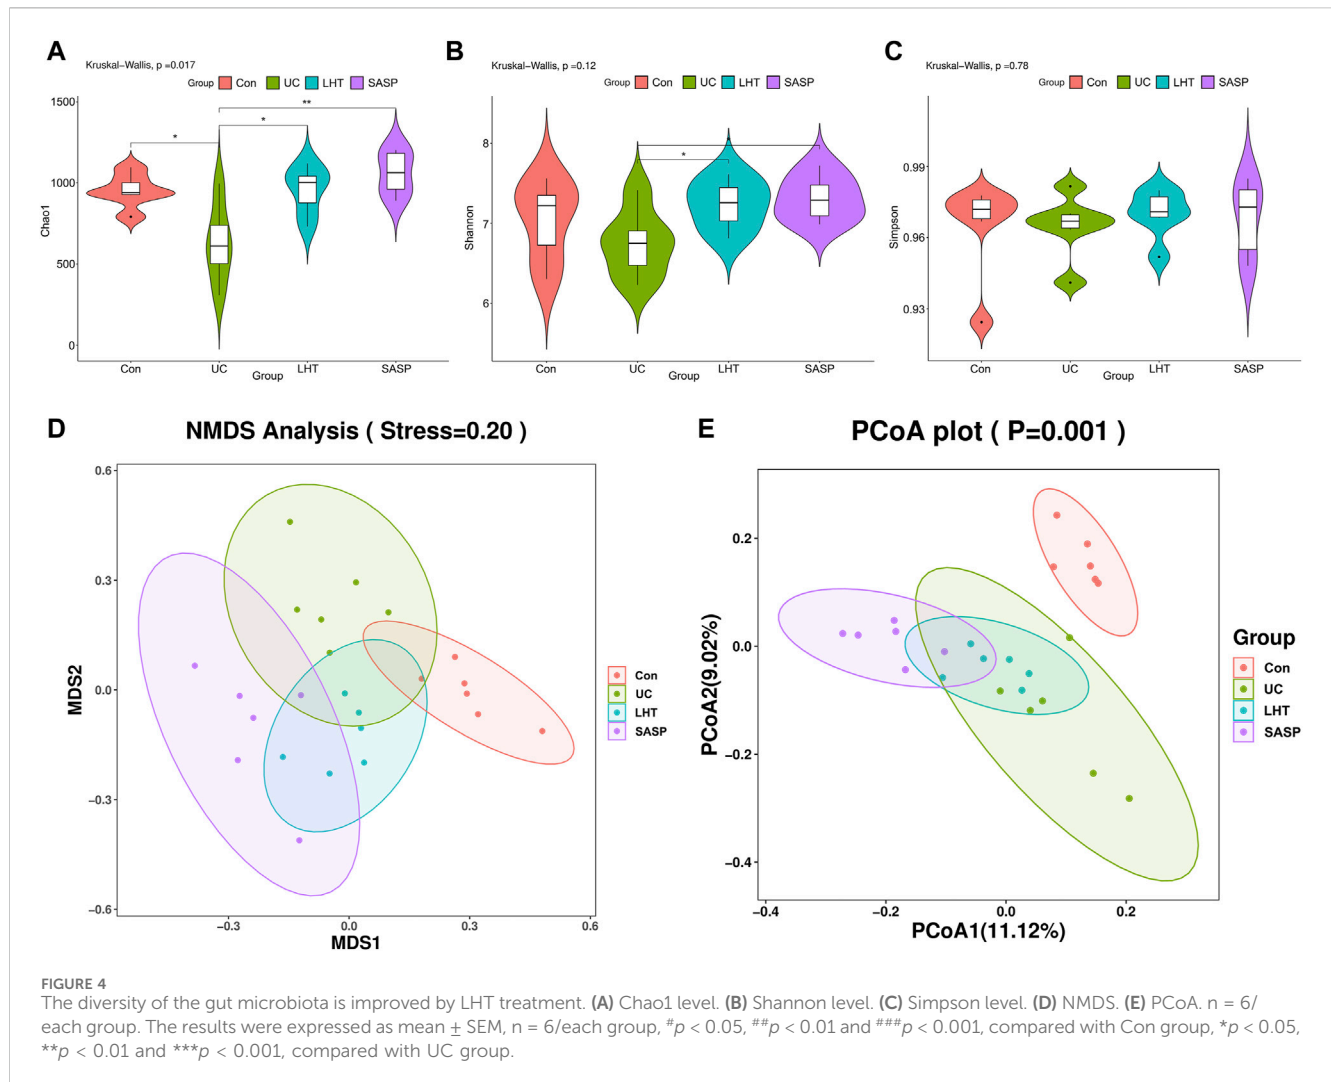 A
Kruskal−Wallis, p =0.017
Group Con UC LHT SASP
**
*
*
1500
1000
500
0
Chao1
Con UC LHT SASP
Group
B
Kruskal−Wallis, p =0.12
Group Con UC LHT SASP
*
8
7
6
Shannon
Con UC LHT SASP
Group
C
Kruskal−Wallis, p =0.78
Group Con UC LHT SASP
0.99
0.96
0.93
Simpson
Con UC LHT SASP
Group
D
NMDS Analysis ( Stress=0.20 )
0.6
0.3
0.0
−0.3
−0.6
MDS2
−0.3 0.0 0.3 0.6
MDS1
Con
UC
LHT
SASP
E
PCoA plot ( P=0.001 )
0.2
0.0
−0.2
−0.4
PCoA2(9.02%)
−0.4 −0.2 0.0 0.2
PCoA1(11.12%)
Group
Con
UC
LHT
SASP
FIGURE 4
The diversity of the gut microbiota is improved by LHT treatment. (A) Chao1 level. (B) Shannon level. (C) Simpson level. (D) NMDS. (E) PCoA. n = 6/
each group. The results were expressed as mean ± SEM, n = 6/each group, #p < 0.05, ##p < 0.01 and ###p < 0.001, compared with Con group, *p < 0.05,
**p < 0.01 and ***p < 0.001, compared with UC group.